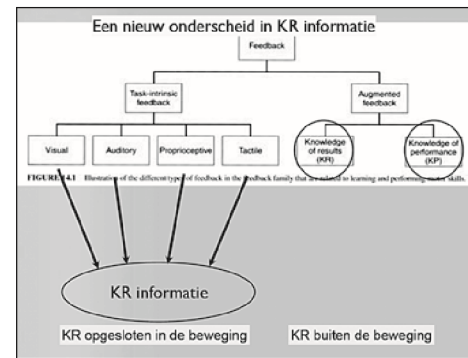 Een nieuw onderscheid in KR informatie
Feedback
Task-intrinsic
feedback
Augmented
feedback
Visual
Auditory
Proprioceptive
Tactile
Knowledge
of results
(KR)
Knowledge of
performance
(KP)
FIGURE 14.1 Illustration of the different types of feedback in the feedback family that are related to learning and performing motor skills.
KR informatie
KR opgesloten in de beweging
KR buiten de beweging